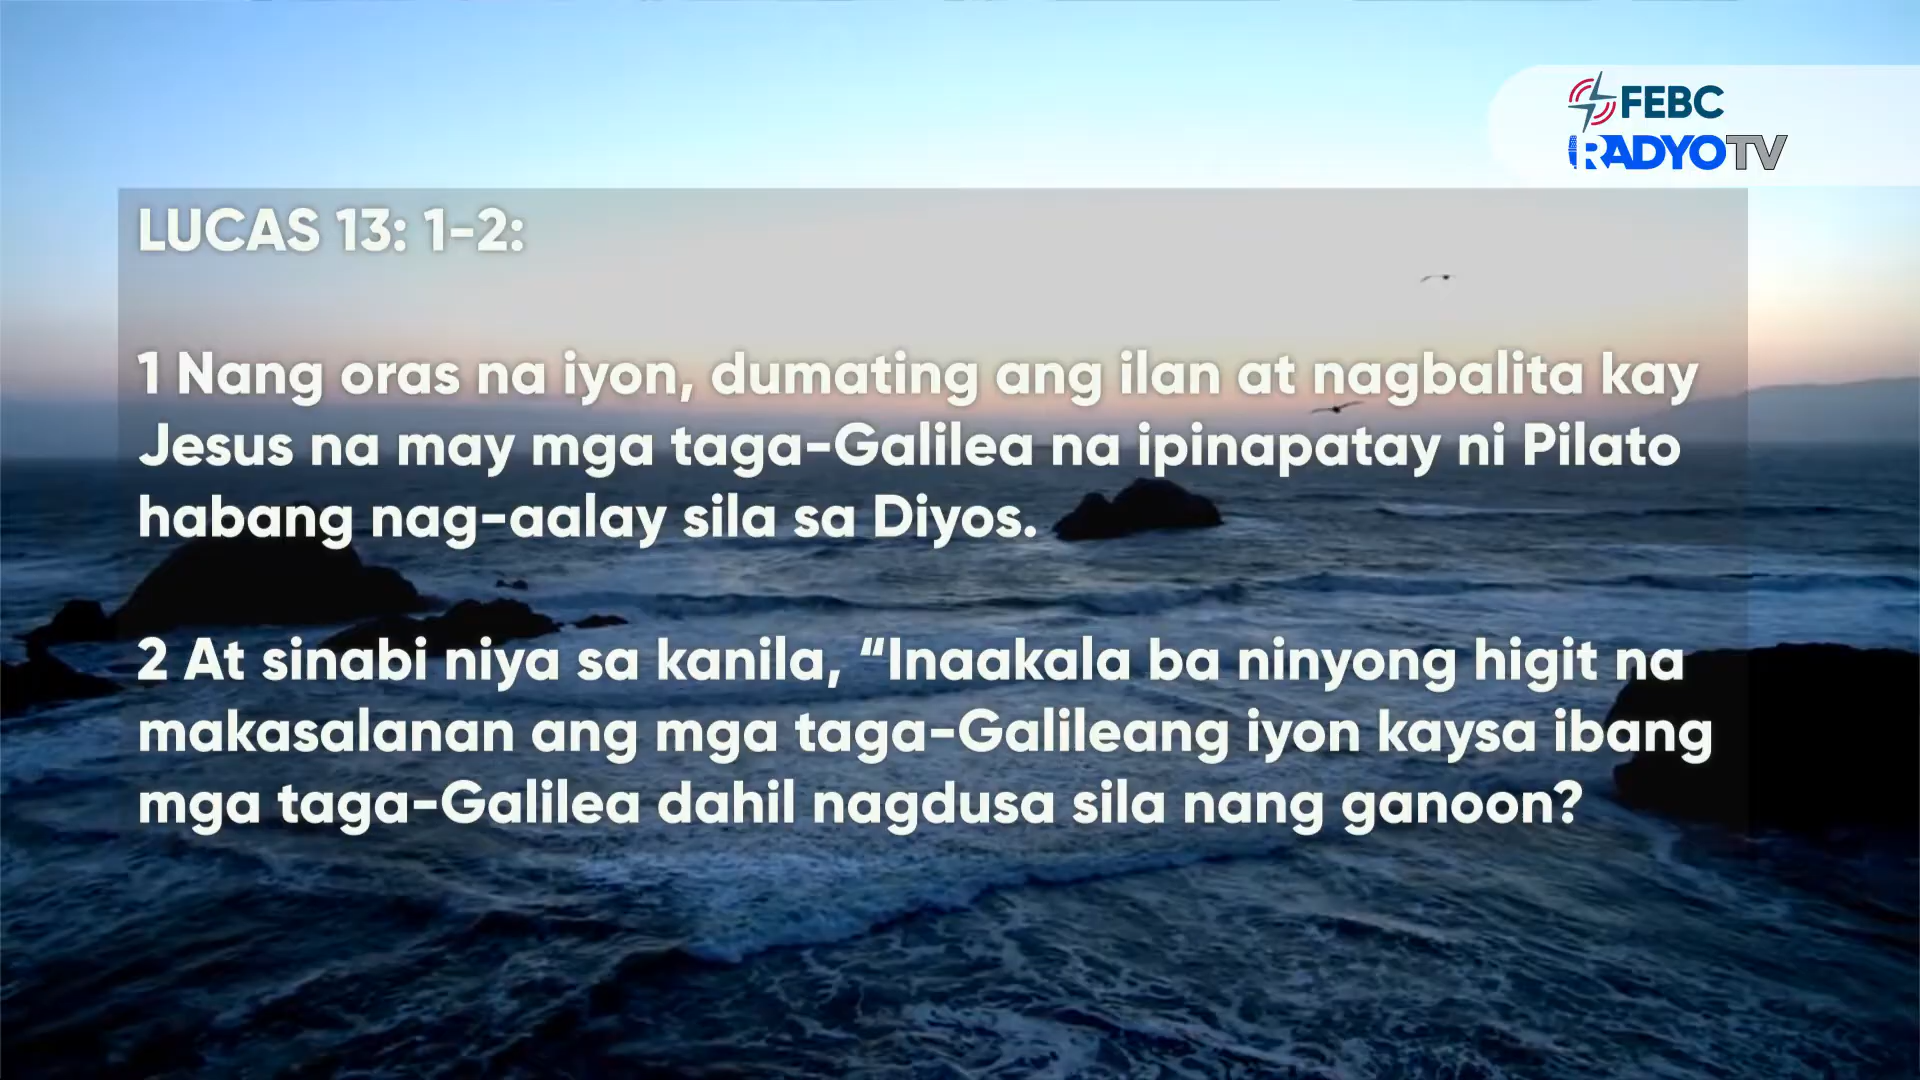 FEBC
RADYOTV
LUCAS 13: 1-2:
1 Nang oras na iyon, dumating ang ilan at nagbalita kay
Jesus na may mga taga-Galilea na ipinapatay ni Pilato
habang nag-aalay sila sa Diyos.
2 At sinabi niya sa kanila, “Inaakala ba ninyong higit na
makasalanan ang mga taga-Galileang iyon kaysa ibang
mga taga-Galilea dahil nagdusa sila nang ganoon?